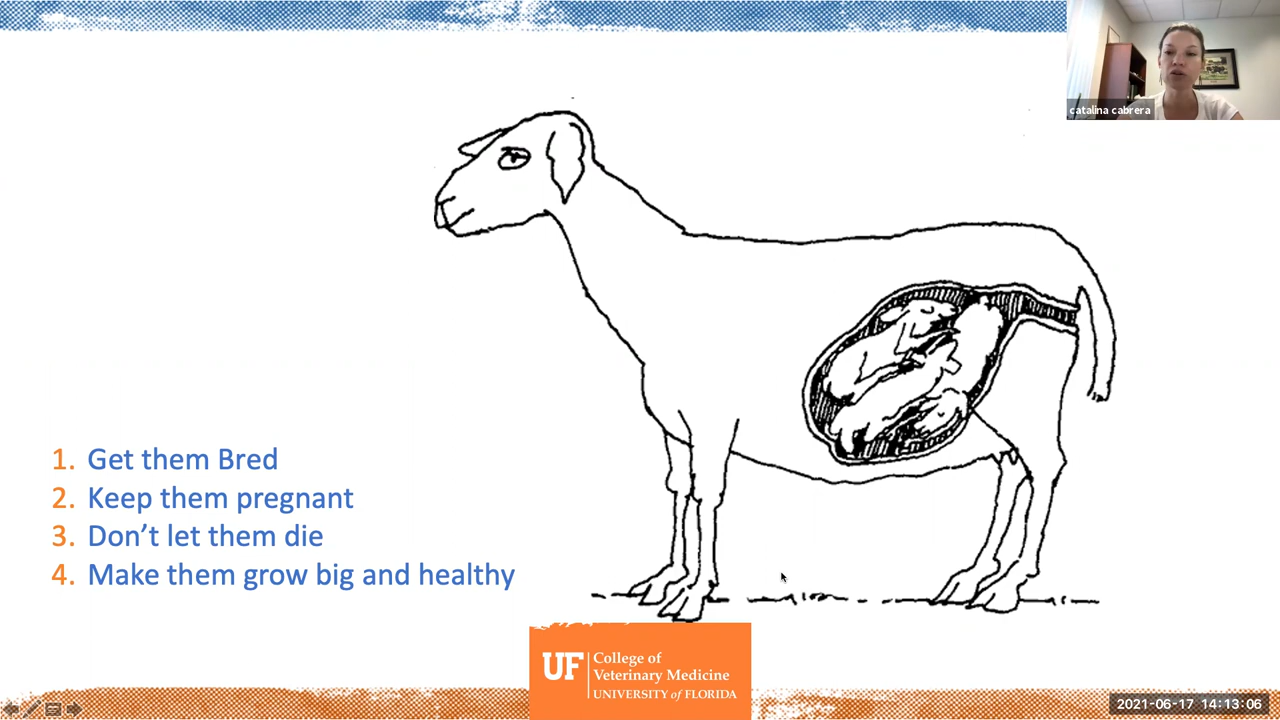 catalina cabrera
1. Get them Bred
2. Keep them pregnant
3. Don’t let them die
4. Make them grow big and healthy
UF
College of
Veterinary Medicine
UNIVERSITY of FLORIDA
2021-06-17 14:13:06